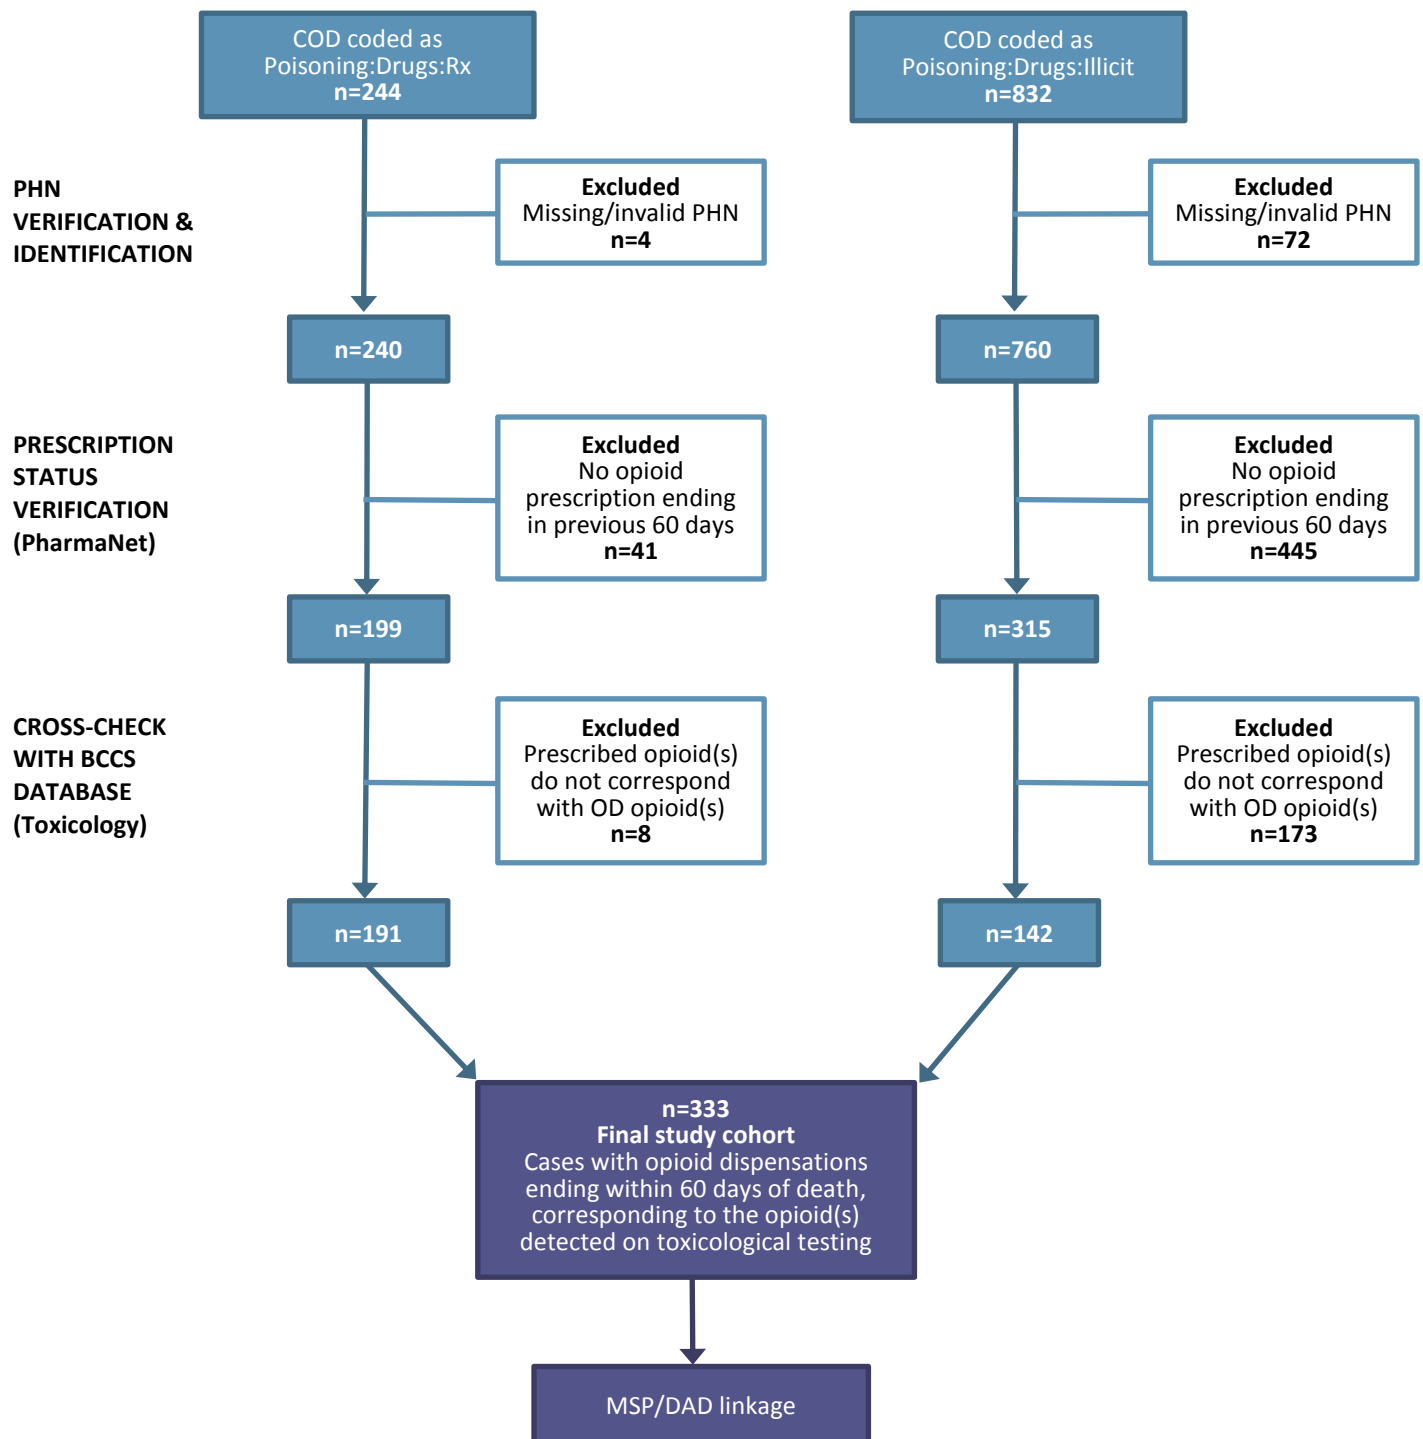 COD coded as
Poisoning:Drugs:Rx
n=244
COD coded as
Poisoning:Drugs:Illicit
n=832
PHN
VERIFICATION &
IDENTIFICATION
Excluded
Missing/invalid PHN
n=4
Excluded
Missing/invalid PHN
n=72
n=240
n=760
PRESCRIPTION
STATUS
VERIFICATION
(PharmaNet)
Excluded
No opioid
prescription ending
in previous 60 days
n=41
Excluded
No opioid
prescription ending
in previous 60 days
n=445
n=199
n=315
CROSS-CHECK
WITH BCCS
DATABASE
(Toxicology)
Excluded
Prescribed opioid(s)
do not correspond
with OD opioid(s)
n=8
Excluded
Prescribed opioid(s)
do not correspond
with OD opioid(s)
n=173
n=191
n=142
n=333
Final study cohort
Cases with opioid dispensations
ending within 60 days of death,
corresponding to the opioid(s)
detected on toxicological testing
MSP/DAD linkage